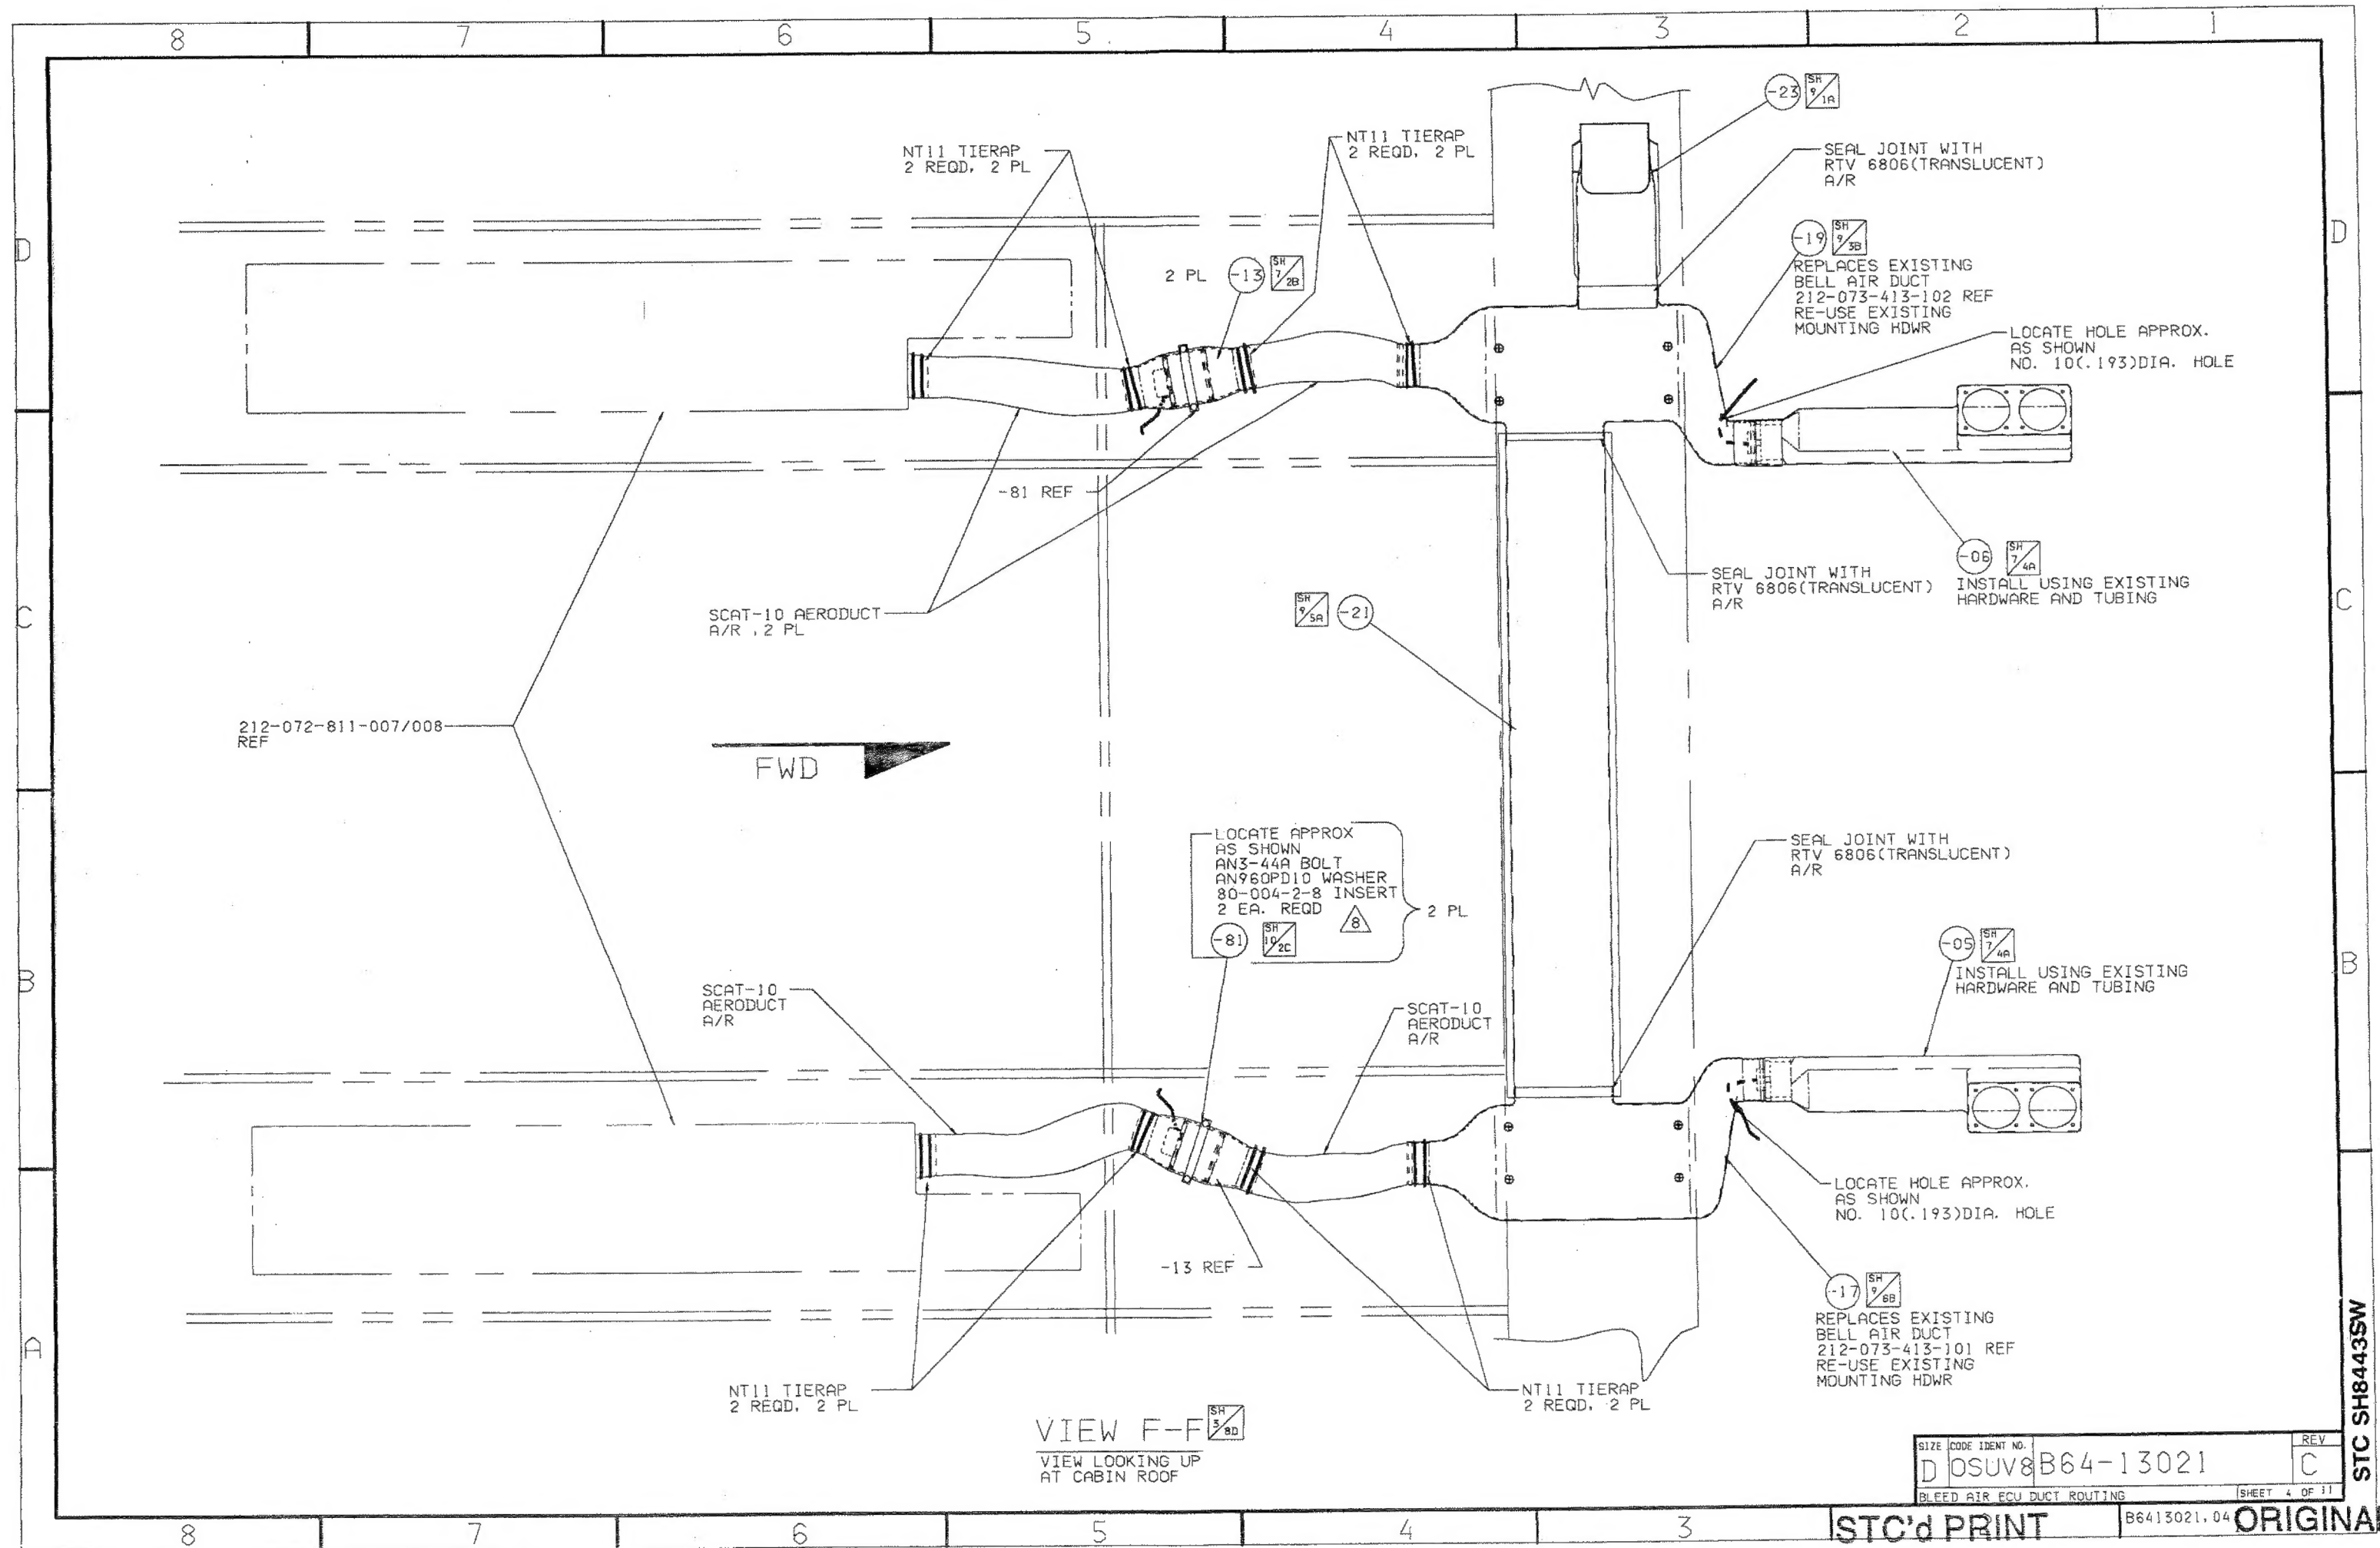 8 7 6 5 4 3 2 1
D
D
C
C
B
B
A
NT11 TIERAP
2 REQD, 2 PL
NT11 TIERAP
2 REQD, 2 PL
-23 SH 9/1A
SEAL JOINT WITH
RTV 6806(TRANSLUCENT)
A/R
2 PL -13 SH 7/2B
-19 SH 9/3B
REPLACES EXISTING
BELL AIR DUCT
212-073-413-102 REF
RE-USE EXISTING
MOUNTING HDWR
LOCATE HOLE APPROX.
AS SHOWN
NO. 10(.193)DIA. HOLE
-81 REF
SCAT-10 AERODUCT
A/R ,2 PL
SH 9/5A -21
SEAL JOINT WITH
RTV 6806(TRANSLUCENT)
A/R
-06 SH 7/4A
INSTALL USING EXISTING
HARDWARE AND TUBING
212-072-811-007/008
REF
FWD
LOCATE APPROX
AS SHOWN
AN3-44A BOLT
AN960PD10 WASHER
80-004-2-8 INSERT
2 EA. REQD 8
2 PL
-81 SH 10/2C
SEAL JOINT WITH
RTV 6806(TRANSLUCENT)
A/R
-05 SH 7/4A
INSTALL USING EXISTING
HARDWARE AND TUBING
SCAT-10
AERODUCT
A/R
SCAT-10
AERODUCT
A/R
LOCATE HOLE APPROX.
AS SHOWN
NO. 10(.193)DIA. HOLE
-13 REF
-17 SH 9/6B
REPLACES EXISTING
BELL AIR DUCT
212-073-413-101 REF
RE-USE EXISTING
MOUNTING HDWR
NT11 TIERAP
2 REQD, 2 PL
NT11 TIERAP
2 REQD, 2 PL
VIEW F-F SH 3/8D
VIEW LOOKING UP
AT CABIN ROOF
STC SH8443SW
SIZE CODE IDENT NO. REV
D OSUV8 B64-13021 C
BLEED AIR ECU DUCT ROUTING SHEET 4 OF 11
8 7 6 5 4 3
STC'd PRINT B6413021.04 ORIGINAL